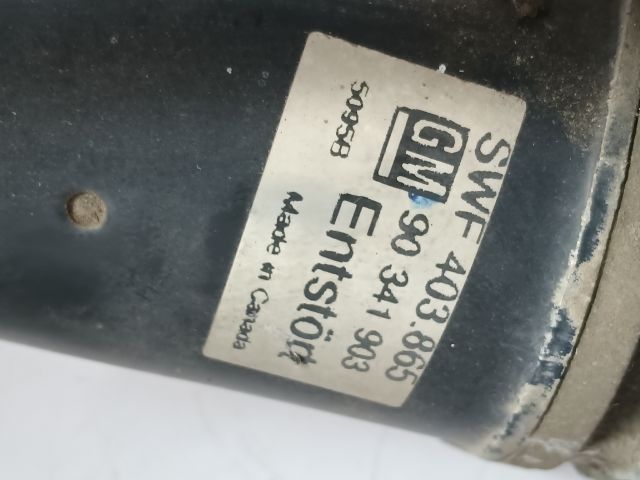 SWF 403.865
GM 90 341 903
Entstört
50958 Made in Canada